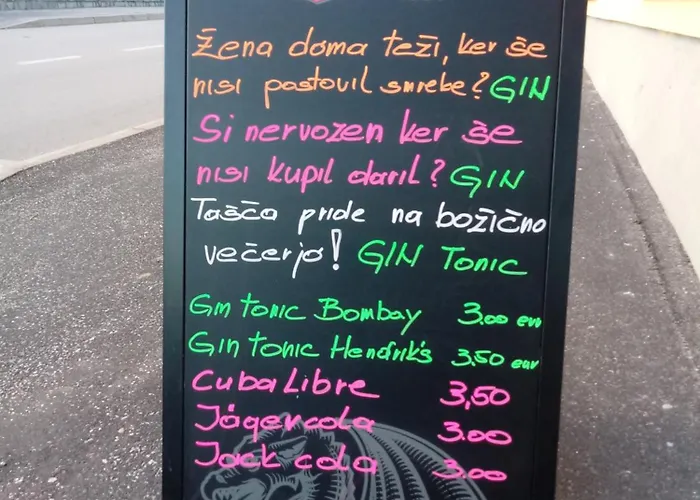 Žena doma teži, ker še
nisi postavil smreke? GIN
Si nervozen ker še
nisi kupil daril? GIN
Tašča pride na božično
večerjo! GIN TONIC
Gin tonic Bombay 3.00 eur
Gin tonic Hendrik's 3.50 eur
Cuba Libre 3,50
Jägercola 3.00
Jack cola 3.00